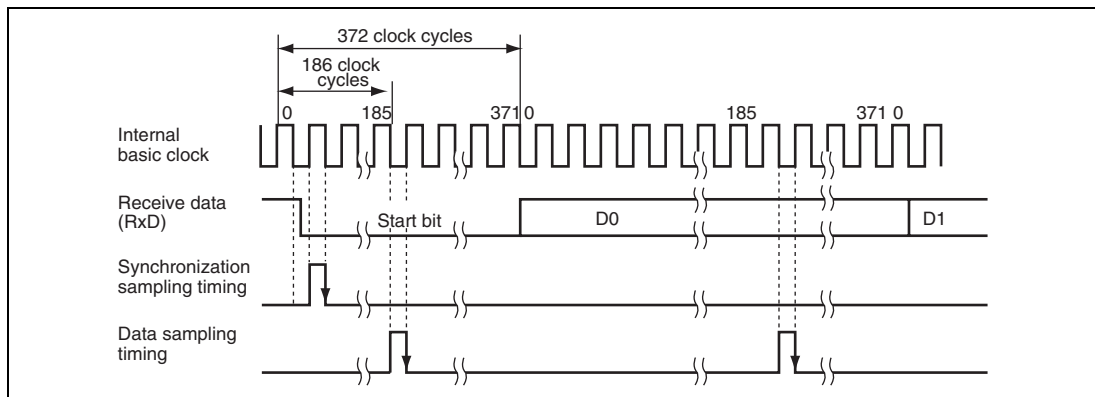 372 clock cycles
186 clock
cycles
0 185 371 0 185 371 0
Internal
basic clock
Receive data
(RxD)
Start bit D0 D1
Synchronization
sampling timing
Data sampling
timing